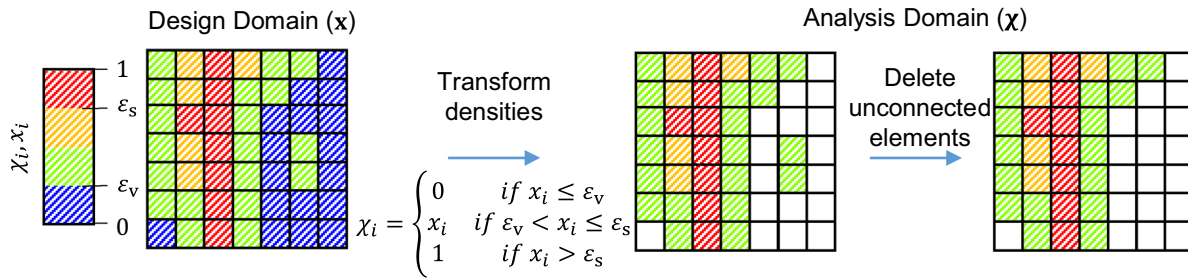 Design Domain (𝐱)
Analysis Domain (𝛘)
χᵢ, xᵢ
1
εₛ
εᵥ
0
Transform
densities
χᵢ = { 0 if xᵢ ≤ εᵥ
xᵢ if εᵥ < xᵢ ≤ εₛ
1 if xᵢ > εₛ
Delete
unconnected
elements